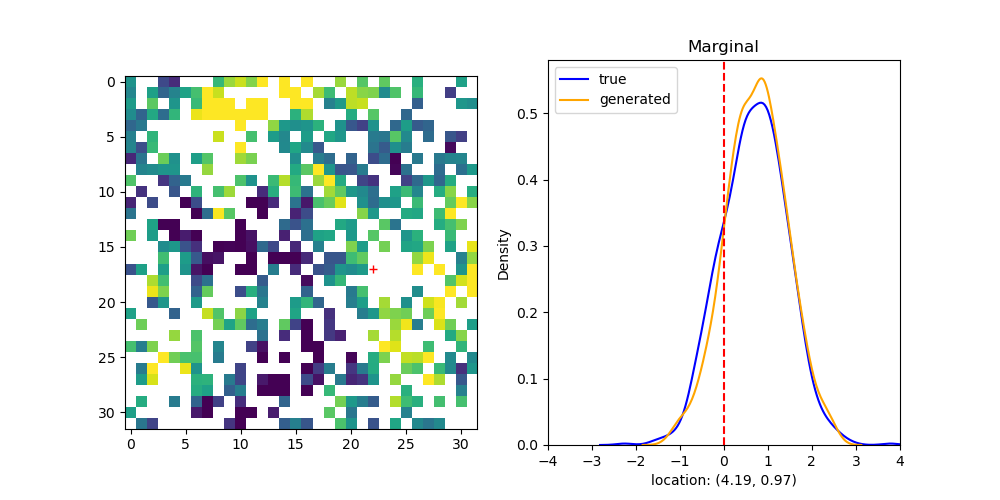 Marginal
true
generated
Density
0
5
10
15
20
25
30
0 5 10 15 20 25 30
0.5
0.4
0.3
0.2
0.1
0.0
−4 −3 −2 −1 0 1 2 3 4
location: (4.19, 0.97)